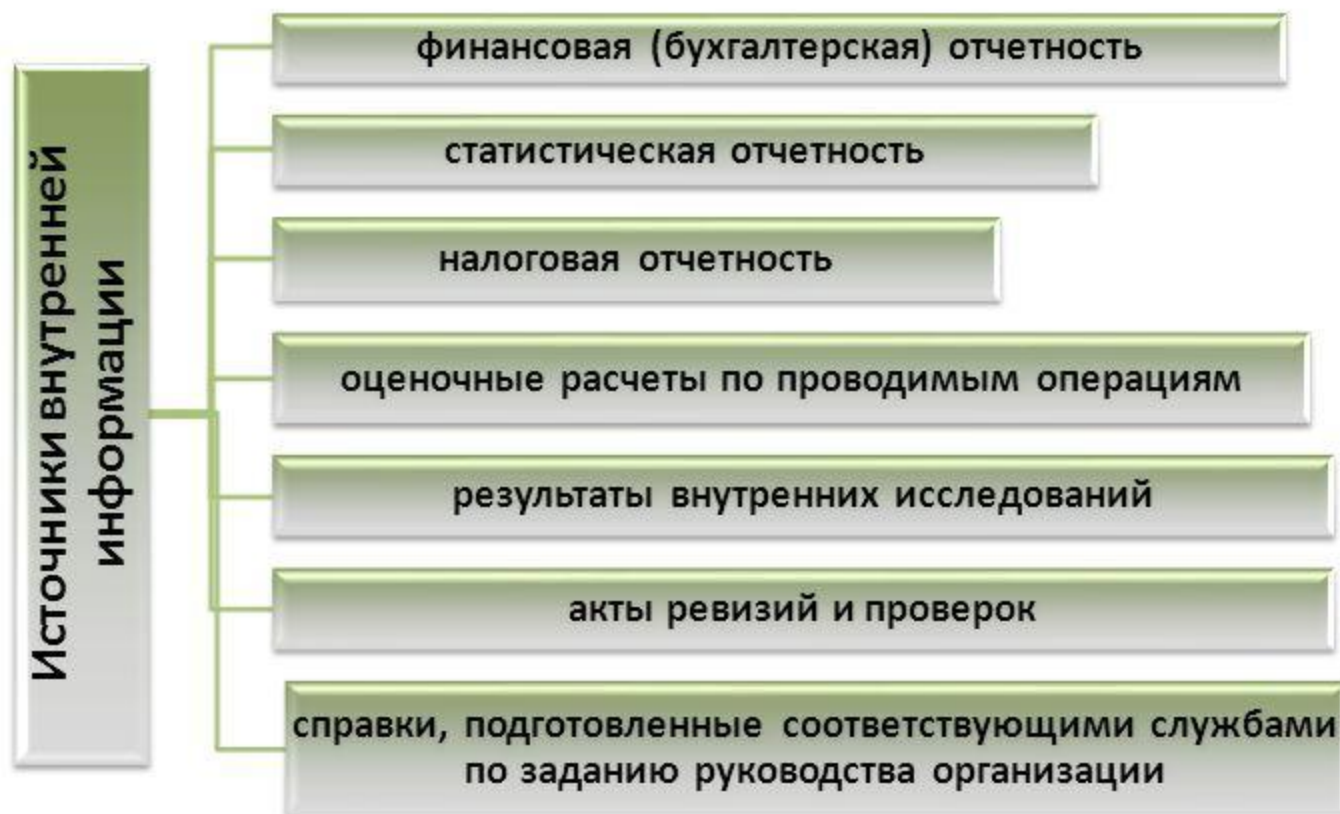 Источники внутренней
информации
финансовая (бухгалтерская) отчетность
статистическая отчетность
налоговая отчетность
оценочные расчеты по проводимым операциям
результаты внутренних исследований
акты ревизий и проверок
справки, подготовленные соответствующими службами
по заданию руководства организации